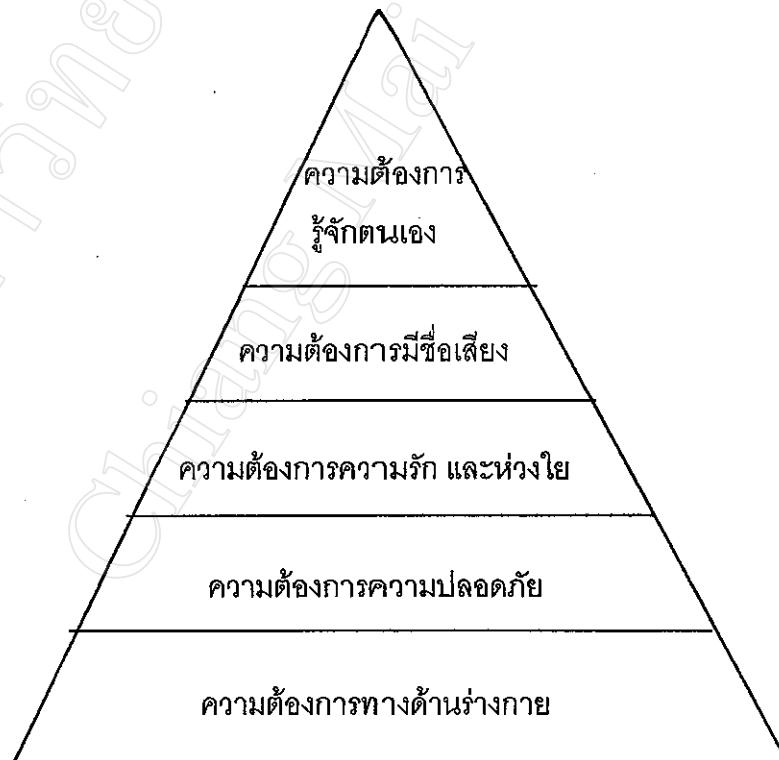 ความต้องการ
รู้จักตนเอง
ความต้องการมีชื่อเสียง
ความต้องการความรัก และห่วงใย
ความต้องการความปลอดภัย
ความต้องการทางด้านร่างกาย
Chiang Mai